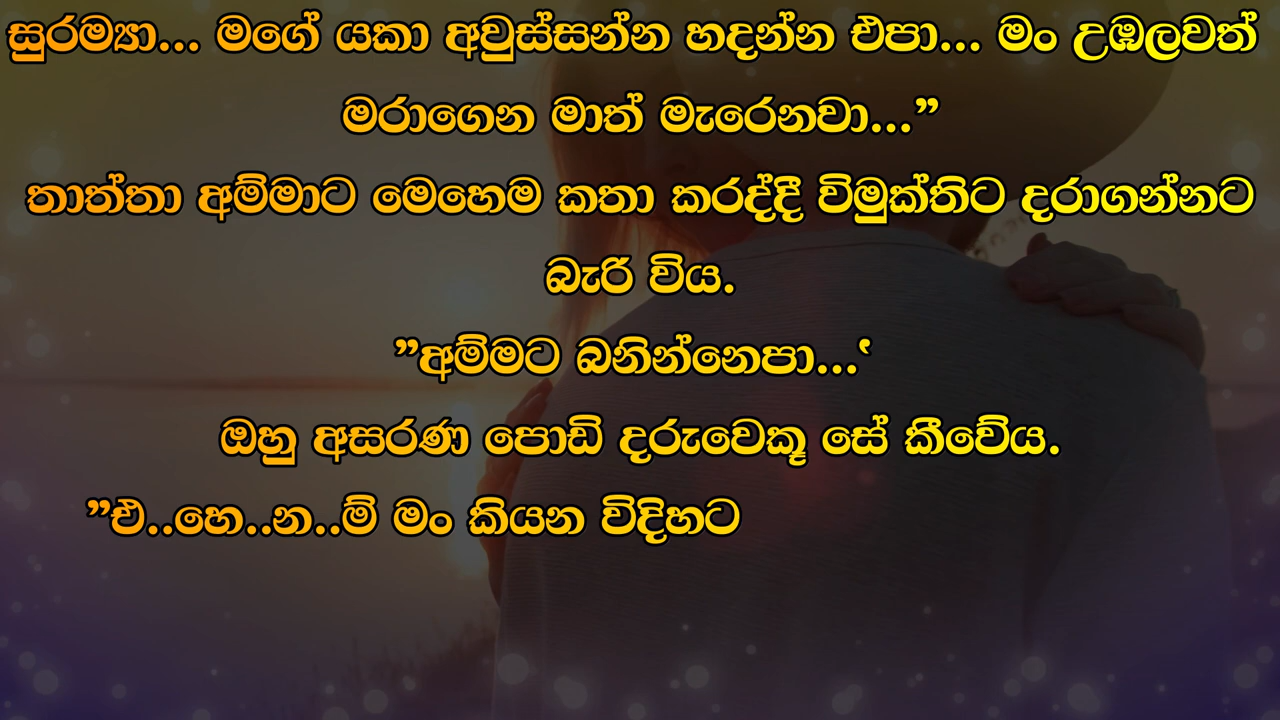 සුරම්‍යා... මගේ යකා අවුස්සන්න හදන්න එපා... මං උඹලවත්
මරාගෙන මාත් මැරෙනවා...”
තාත්තා අම්මාට මෙහෙම කතා කරද්දී විමුක්තිට දරාගන්නට
බැරි විය.
”අම්මට බනින්නෙපා...‘
ඔහු අසරණ පොඩි දරුවෙකූ සේ කීවේය.
”එ..හෙ..න..ම් මං කියන විදිහට